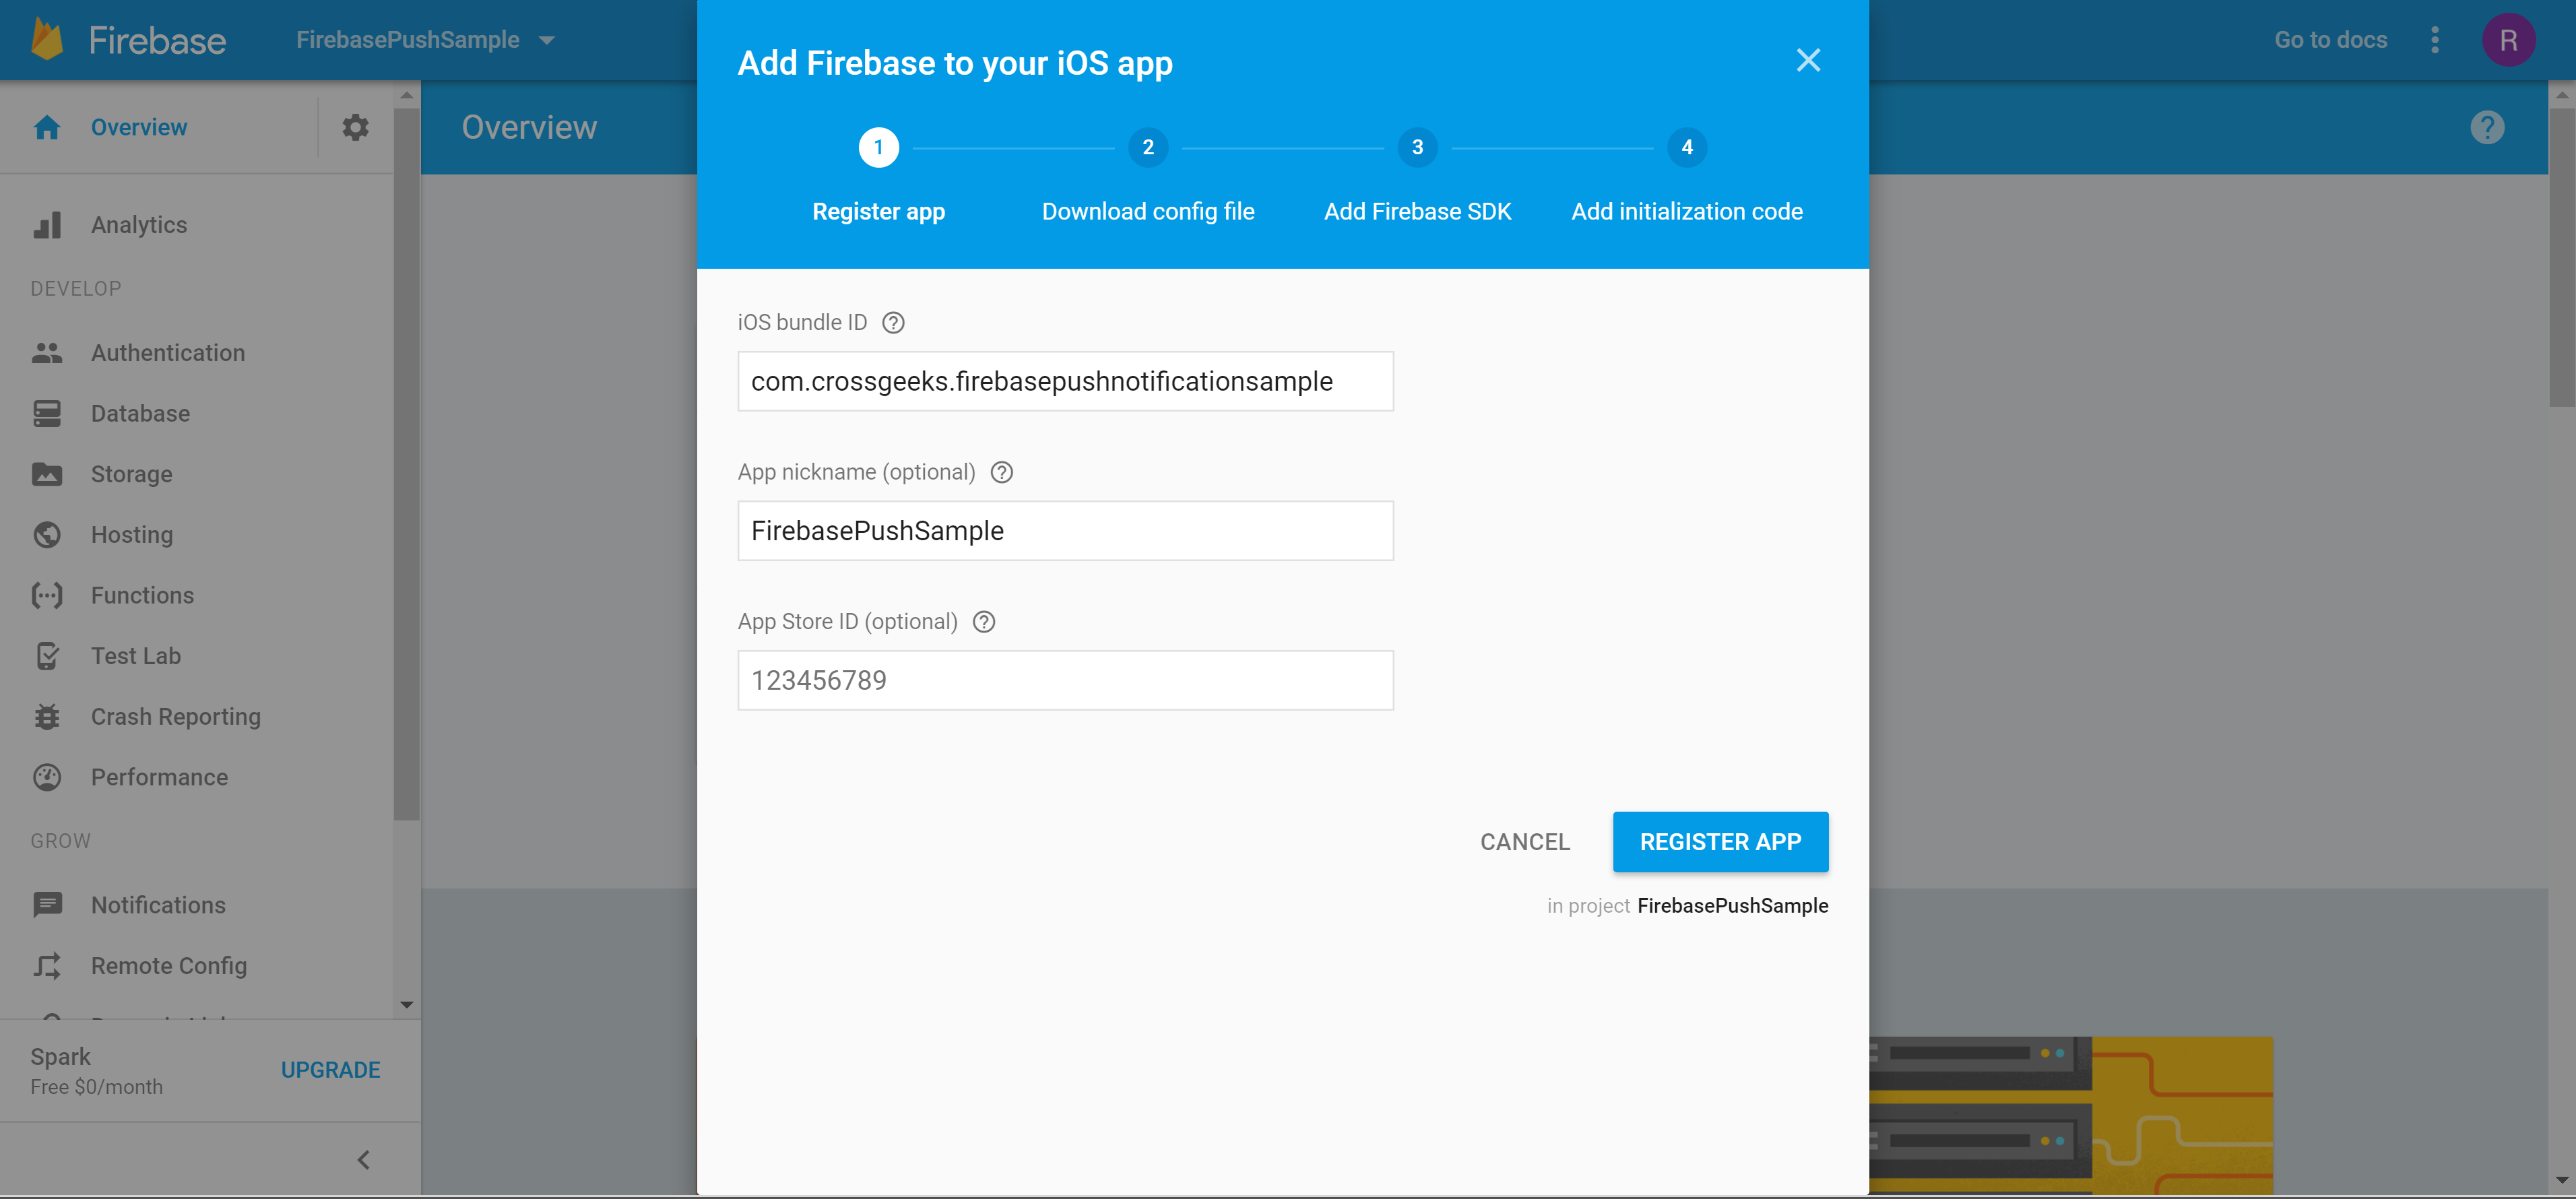 Firebase
FirebasePushSample
Go to docs
R
Overview
Analytics
DEVELOP
Authentication
Database
Storage
Hosting
Functions
Test Lab
Crash Reporting
Performance
GROW
Notifications
Remote Config
Spark
Free $0/month
UPGRADE
Overview
Add Firebase to your iOS app
1
2
3
4
Register app
Download config file
Add Firebase SDK
Add initialization code
iOS bundle ID
com.crossgeeks.firebasepushnotificationsample
App nickname (optional)
FirebasePushSample
App Store ID (optional)
123456789
CANCEL
REGISTER APP
in project FirebasePushSample